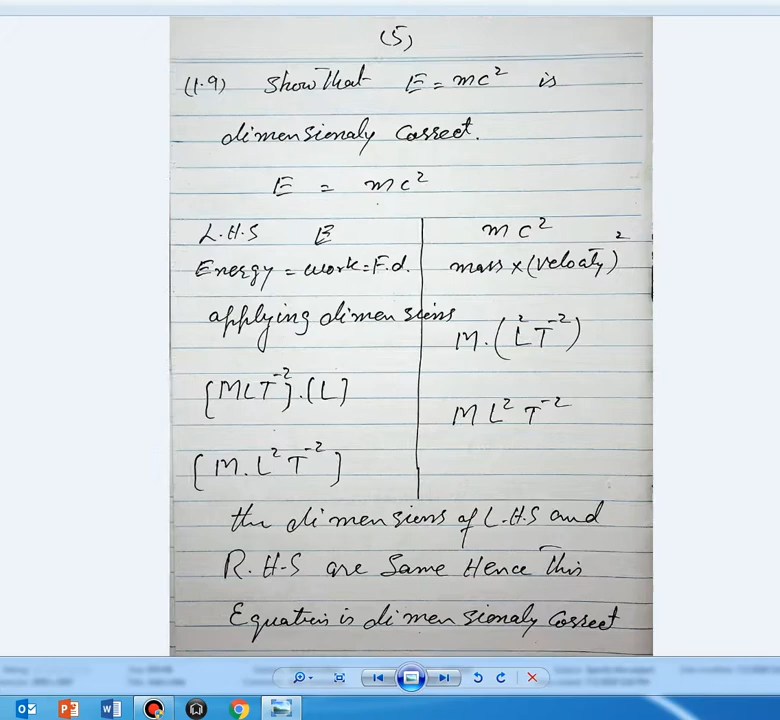 (5)
(1.9) Show That E = mc² is
dimensionaly Correct.
E = mc²
L.H.S E
mc²
Energy = work = F.d.
mass x (velocity)²
applying dimensions
M.(L²T⁻²)
[MLT⁻²].(L]
ML²T⁻²
[M.L²T⁻²]
the dimensions of L.H.S and
R.H-S are Same Hence This
Equation is dimensionaly Correct